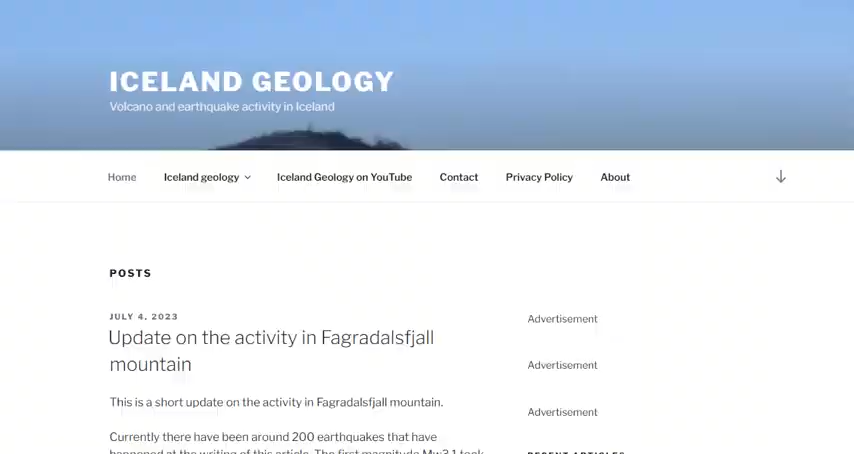 ICELAND GEOLOGY
Volcano and earthquake activity in Iceland
Home Iceland geology Iceland Geology on YouTube Contact Privacy Policy About
POSTS
JULY 4, 2023
Update on the activity in Fagradalsfjall
mountain
This is a short update on the activity in Fagradalsfjall mountain.
Currently there have been around 200 earthquakes that have
happened at the writing of this article. The first magnitude Mw3,1 took
Advertisement
Advertisement
Advertisement
RECENT ARTICLES